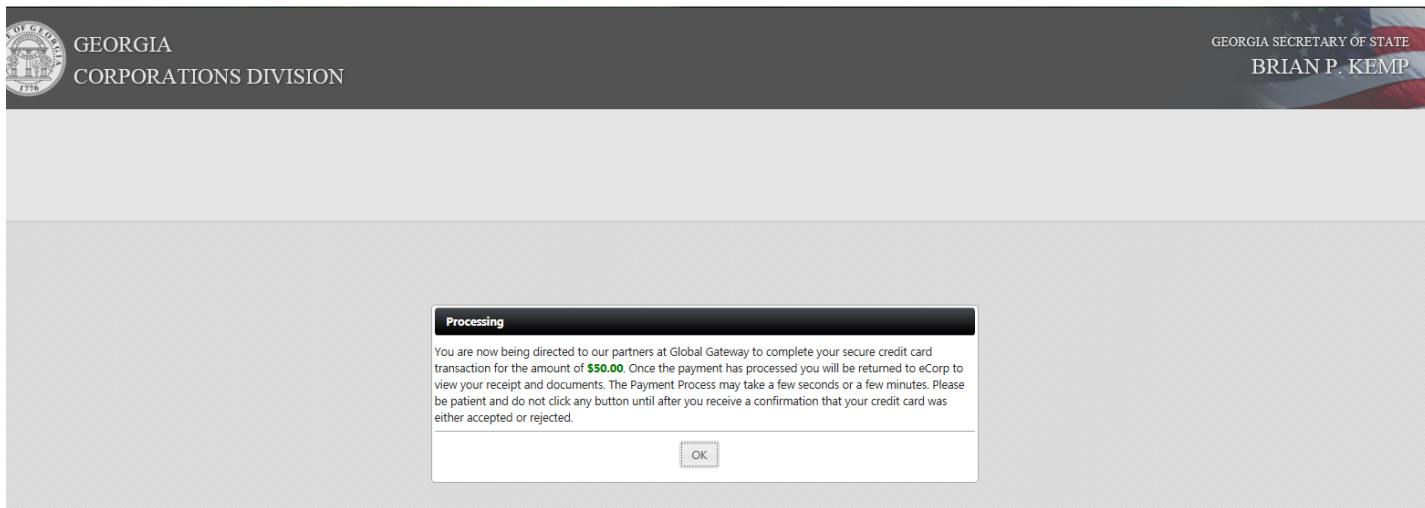 GEORGIA
CORPORATIONS DIVISION
GEORGIA SECRETARY OF STATE
BRIAN P. KEMP
1776
Processing
You are now being directed to our partners at Global Gateway to complete your secure credit card
transaction for the amount of $50.00. Once the payment has processed you will be returned to eCorp to
view your receipt and documents. The Payment Process may take a few seconds or a few minutes. Please
be patient and do not click any button until after you receive a confirmation that your credit card was
either accepted or rejected.
OK